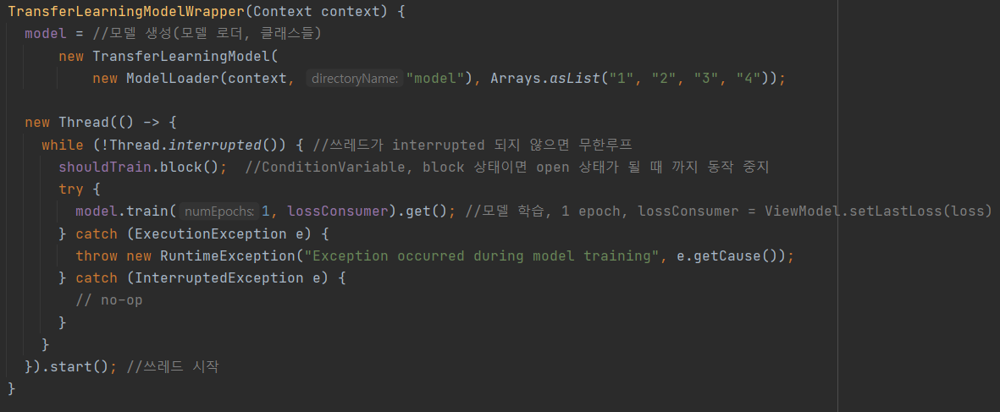 TransferLearningModelWrapper(Context context) {
model = //모델 생성(모델 로더, 클래스들)
new TransferLearningModel(
new ModelLoader(context, directoryName: "model"), Arrays.asList("1", "2", "3", "4"));
new Thread(() -> {
while (!Thread.interrupted()) { //쓰레드가 interrupted 되지 않으면 무한루프
shouldTrain.block(); //ConditionVariable, block 상태이면 open 상태가 될 때 까지 동작 중지
try {
model.train( numEpochs: 1, lossConsumer).get(); //모델 학습, 1 epoch, lossConsumer = ViewModel.setLastLoss(loss)
} catch (ExecutionException e) {
throw new RuntimeException("Exception occurred during model training", e.getCause());
} catch (InterruptedException e) {
// no-op
}
}
}).start(); //쓰레드 시작
}